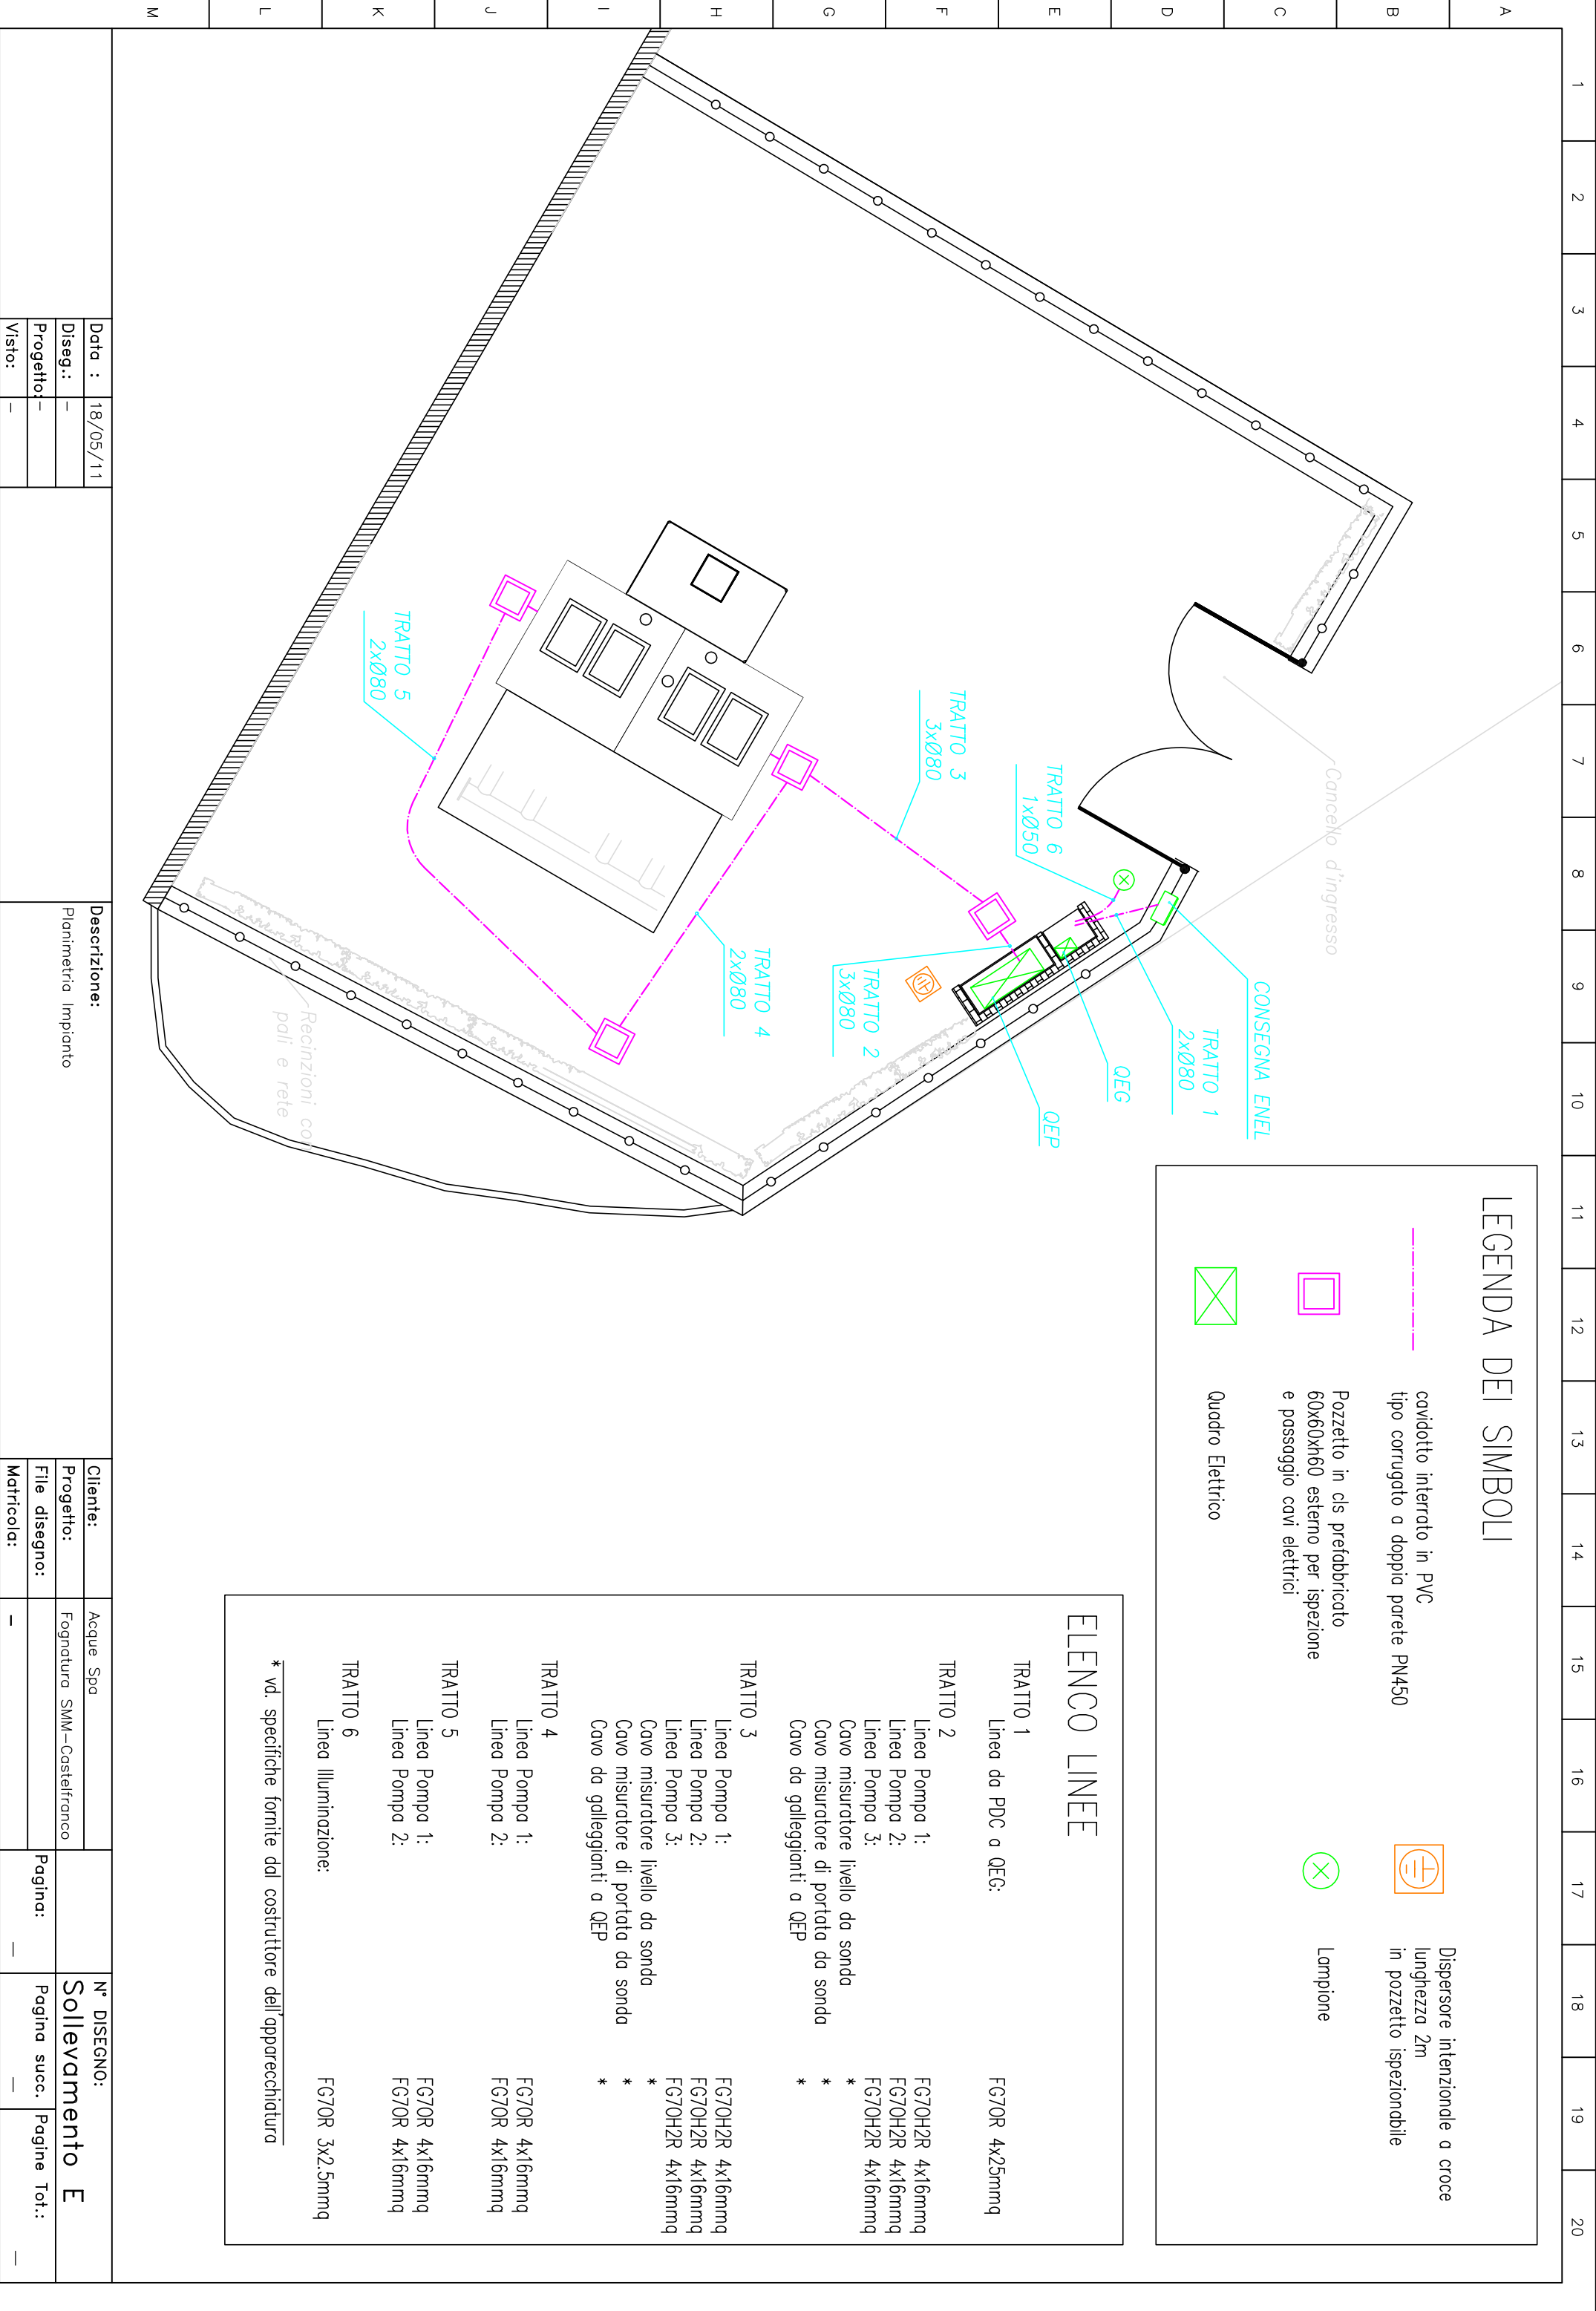 1 2 3 4 5 6 7 8 9 10 11 12 13 14 15 16 17 18 19 20
A
B
C
D
E
F
G
H
I
J
K
L
M
Cancello d'ingresso
CONSEGNA ENEL
TRATTO 1
2xØ80
QEG
QEP
TRATTO 6
1xØ50
TRATTO 3
3xØ80
TRATTO 2
3xØ80
TRATTO 4
2xØ80
TRATTO 5
2xØ80
Recinzioni con
pali e rete
LEGENDA DEI SIMBOLI
cavidotto interrato in PVC
tipo corrugato a doppia parete PN450
Pozzetto in cls prefabbricato
60x60xh60 esterno per ispezione
e passaggio cavi elettrici
Quadro Elettrico
Dispersore intenzionale a croce
lunghezza 2m
in pozzetto ispezionabile
Lampione
ELENCO LINEE
TRATTO 1
Linea da PDC a QEG: FG7OR 4x25mmq
TRATTO 2
Linea Pompa 1: FG7OH2R 4x16mmq
Linea Pompa 2: FG7OH2R 4x16mmq
Linea Pompa 3: FG7OH2R 4x16mmq
Cavo misuratore livello da sonda *
Cavo misuratore di portata da sonda *
Cavo da galleggianti a QEP *
TRATTO 3
Linea Pompa 1: FG7OH2R 4x16mmq
Linea Pompa 2: FG7OH2R 4x16mmq
Linea Pompa 3: FG7OH2R 4x16mmq
Cavo misuratore livello da sonda *
Cavo misuratore di portata da sonda *
Cavo da galleggianti a QEP *
TRATTO 4
Linea Pompa 1: FG7OR 4x16mmq
Linea Pompa 2: FG7OR 4x16mmq
TRATTO 5
Linea Pompa 1: FG7OR 4x16mmq
Linea Pompa 2: FG7OR 4x16mmq
TRATTO 6
Linea Illuminazione: FG7OR 3x2.5mmq
* vd. specifiche fornite dal costruttore dell'apparecchiatura
Data : 18/05/11
Diseg.: –
Progetto: –
Visto: –
Descrizione:
Planimetria Impianto
Cliente: Acque Spa
Progetto: Fognatura SMM–Castelfranco
File disegno:
Matricola: –
N° DISEGNO:
Sollevamento E
Pagina: –
Pagina succ. –
Pagine Tot.: –